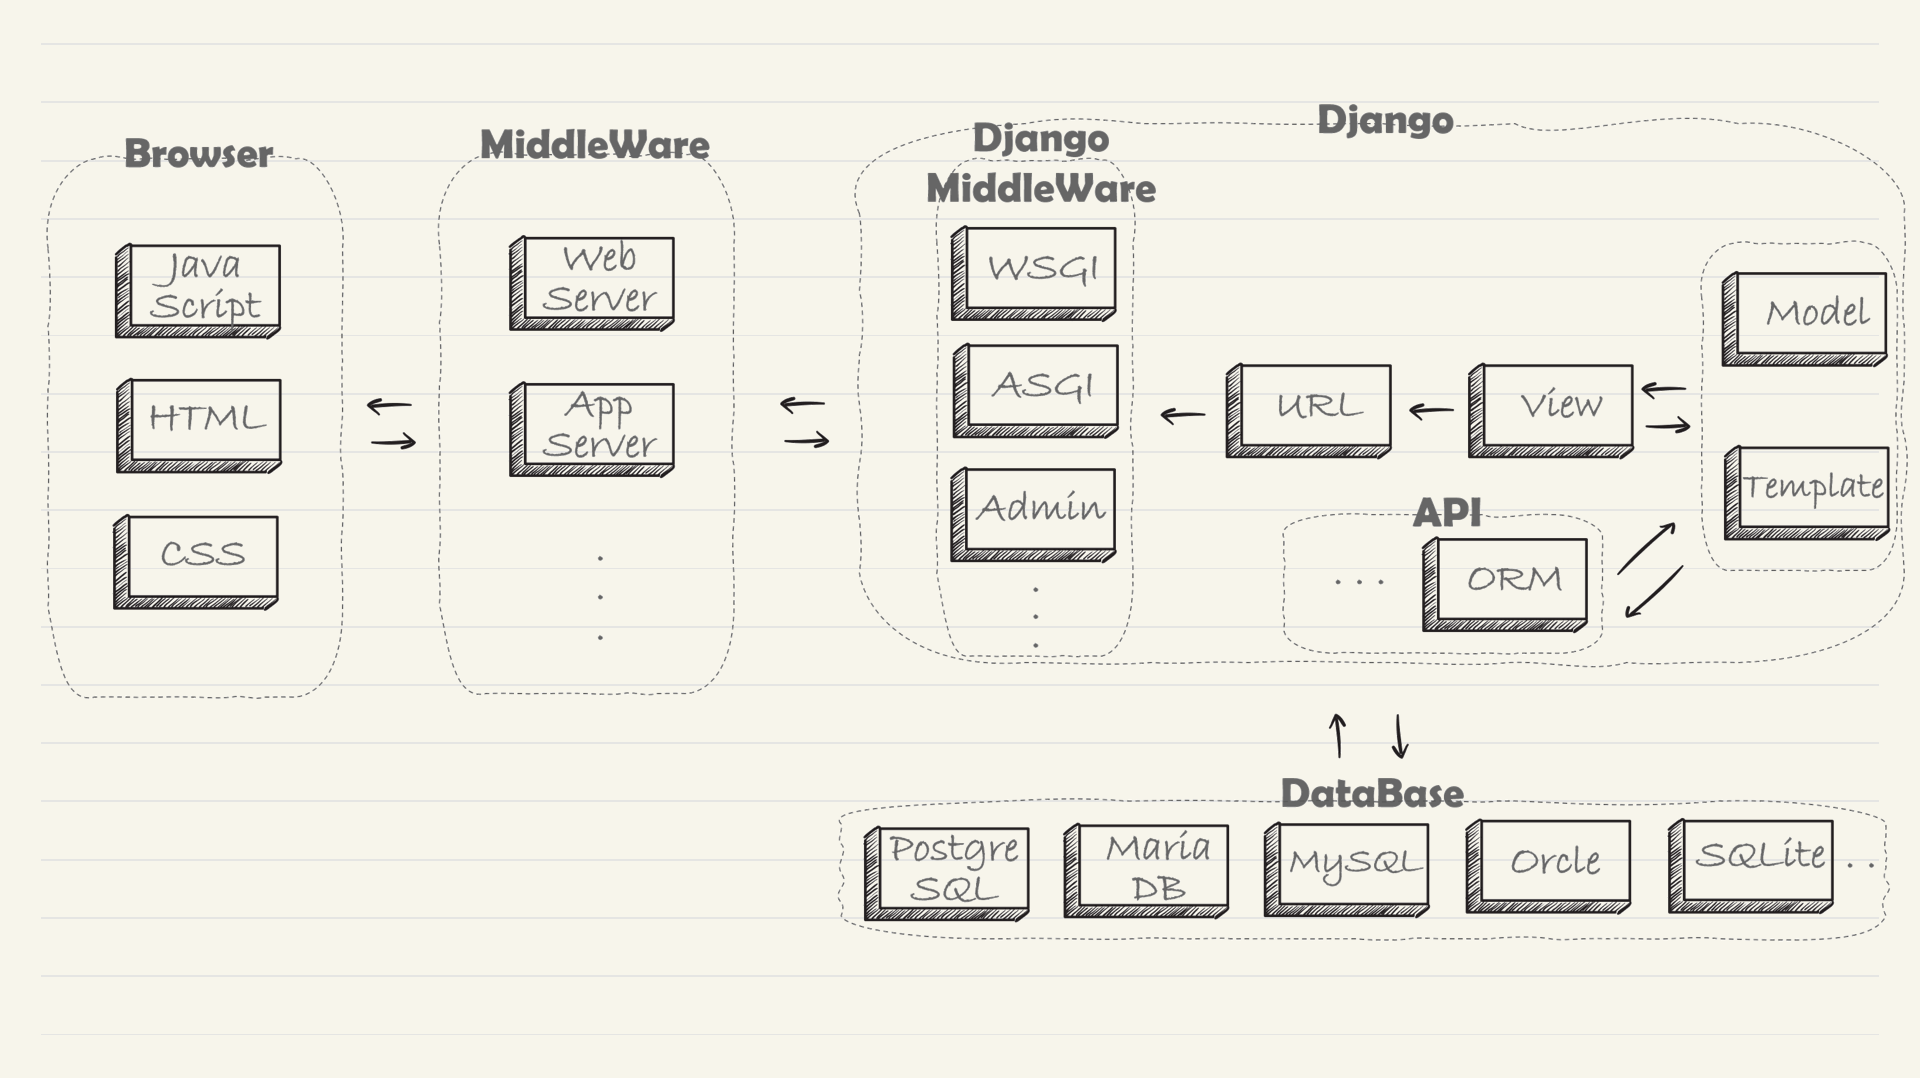 Browser
Java
Script
HTML
CSS
MiddleWare
Web
Server
App
Server
.
.
.
Django
Django
MiddleWare
WSGI
ASGI
Admin
.
.
.
URL
View
Model
Template
API
. . . ORM
DataBase
Postgre
SQL
Maria
DB
MySQL
Orcle
SQLite
. .